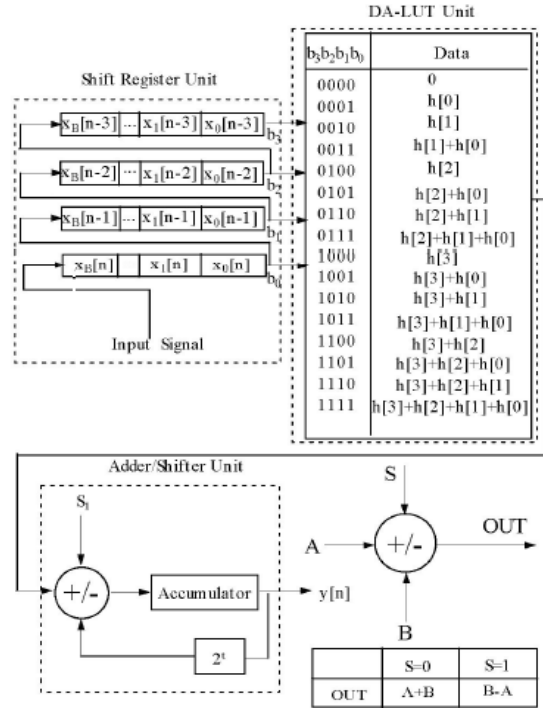 DA-LUT Unit
Shift Register Unit
b3b2b1b0 Data
0000 0
0001 h[0]
0010 h[1]
0011 h[1]+h[0]
0100 h[2]
0101 h[2]+h[0]
0110 h[2]+h[1]
0111 h[2]+h[1]+h[0]
1000 h[3]
1001 h[3]+h[0]
1010 h[3]+h[1]
1011 h[3]+h[1]+h[0]
1100 h[3]+h[2]
1101 h[3]+h[2]+h[0]
1110 h[3]+h[2]+h[1]
1111 h[3]+h[2]+h[1]+h[0]
xB[n-3] ... x1[n-3] x0[n-3]
b3
xB[n-2] ... x1[n-2] x0[n-2]
b2
xB[n-1] ... x1[n-1] x0[n-1]
b1
xB[n] x1[n] x0[n]
b0
Input Signal
Adder/Shifter Unit
S1
+/-
Accumulator
y[n]
S
A
+/-
OUT
B
S=0 S=1
OUT A+B B-A